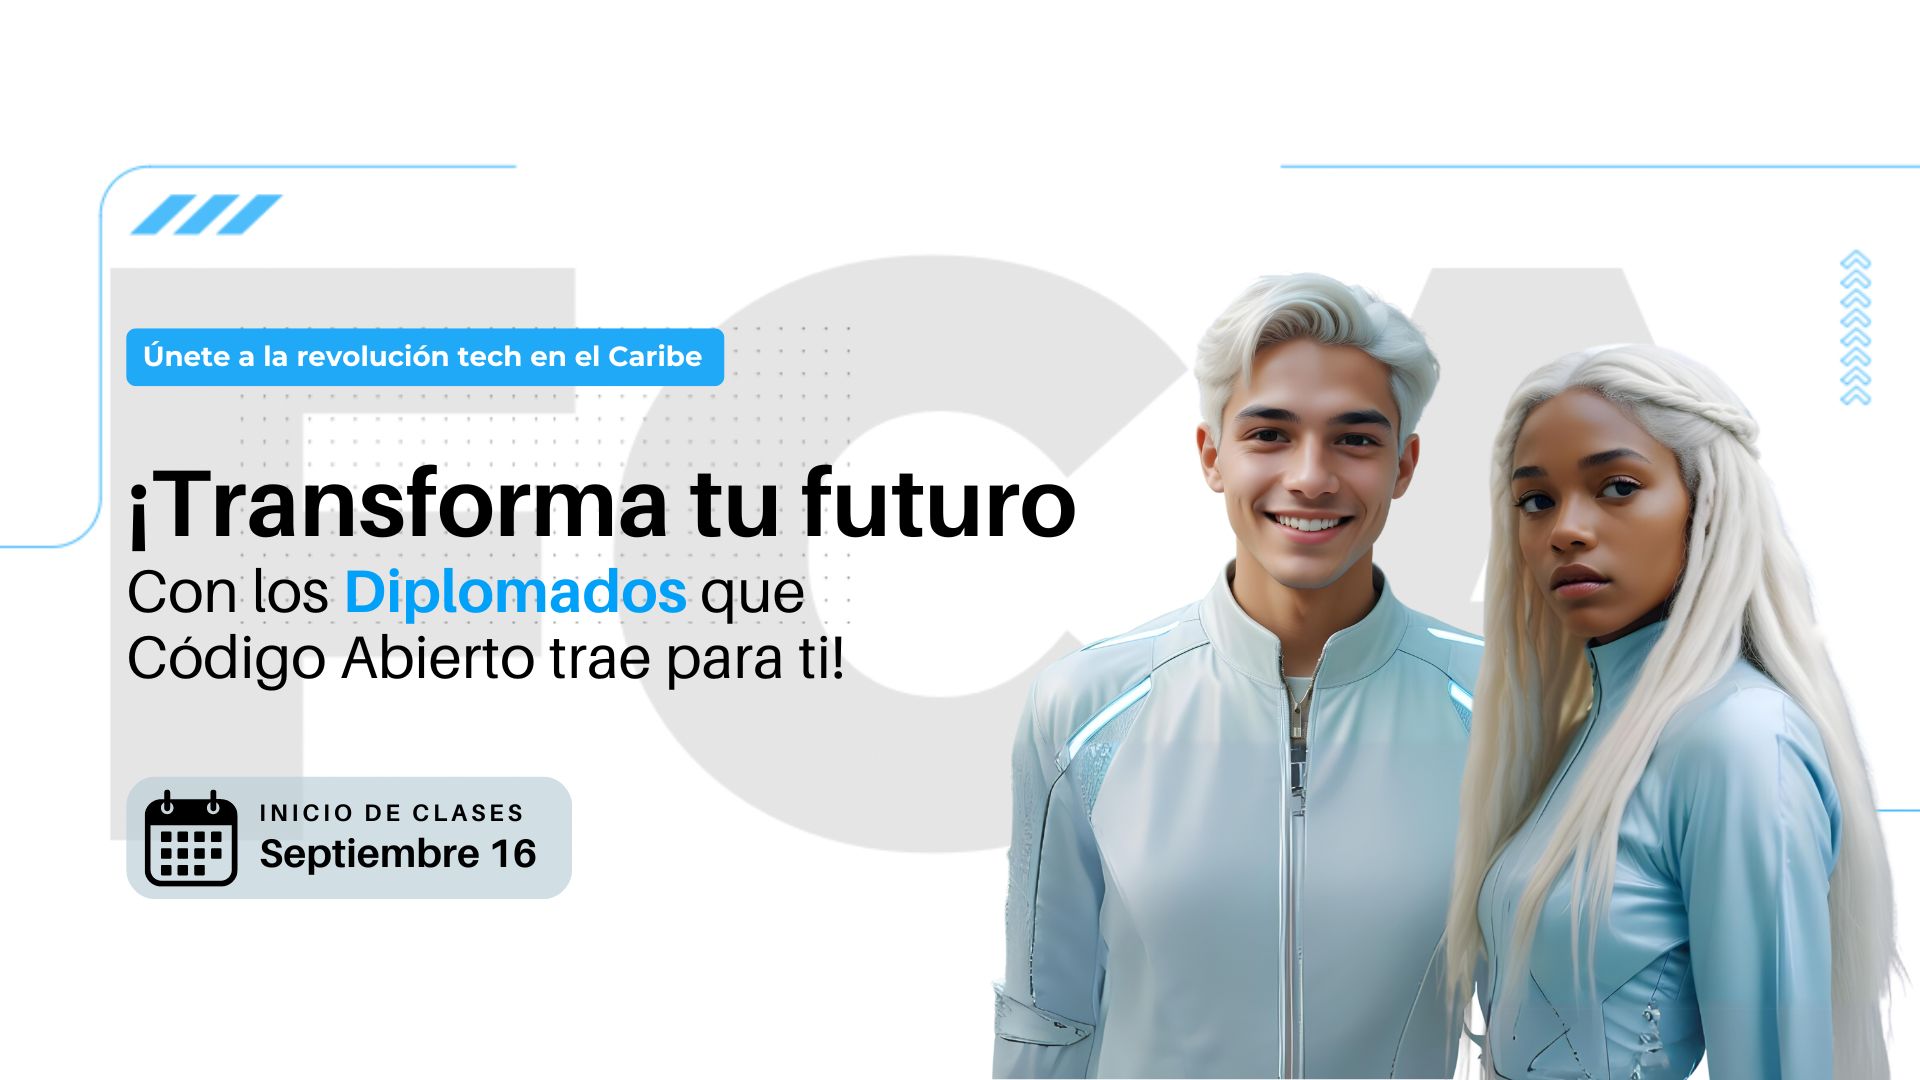 FCA
Únete a la revolución tech en el Caribe
¡Transforma tu futuro
Con los Diplomados que
Código Abierto trae para ti!
INICIO DE CLASES
Septiembre 16